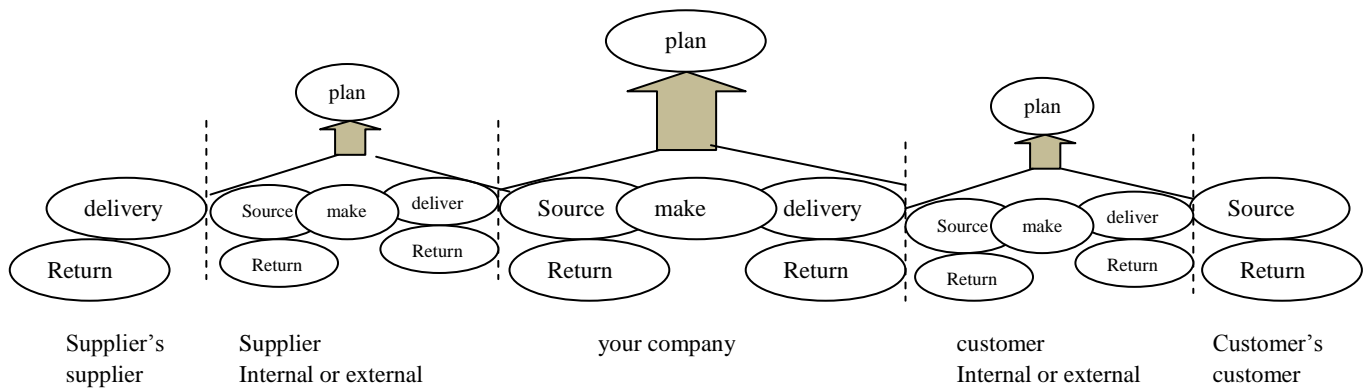 plan
plan
plan
delivery
Source
make
deliver
Source
make
delivery
Source
make
deliver
Source
Return
Return
Return
Return
Return
Return
Return
Return
Supplier’s
supplier
Supplier
Internal or external
your company
customer
Internal or external
Customer’s
customer